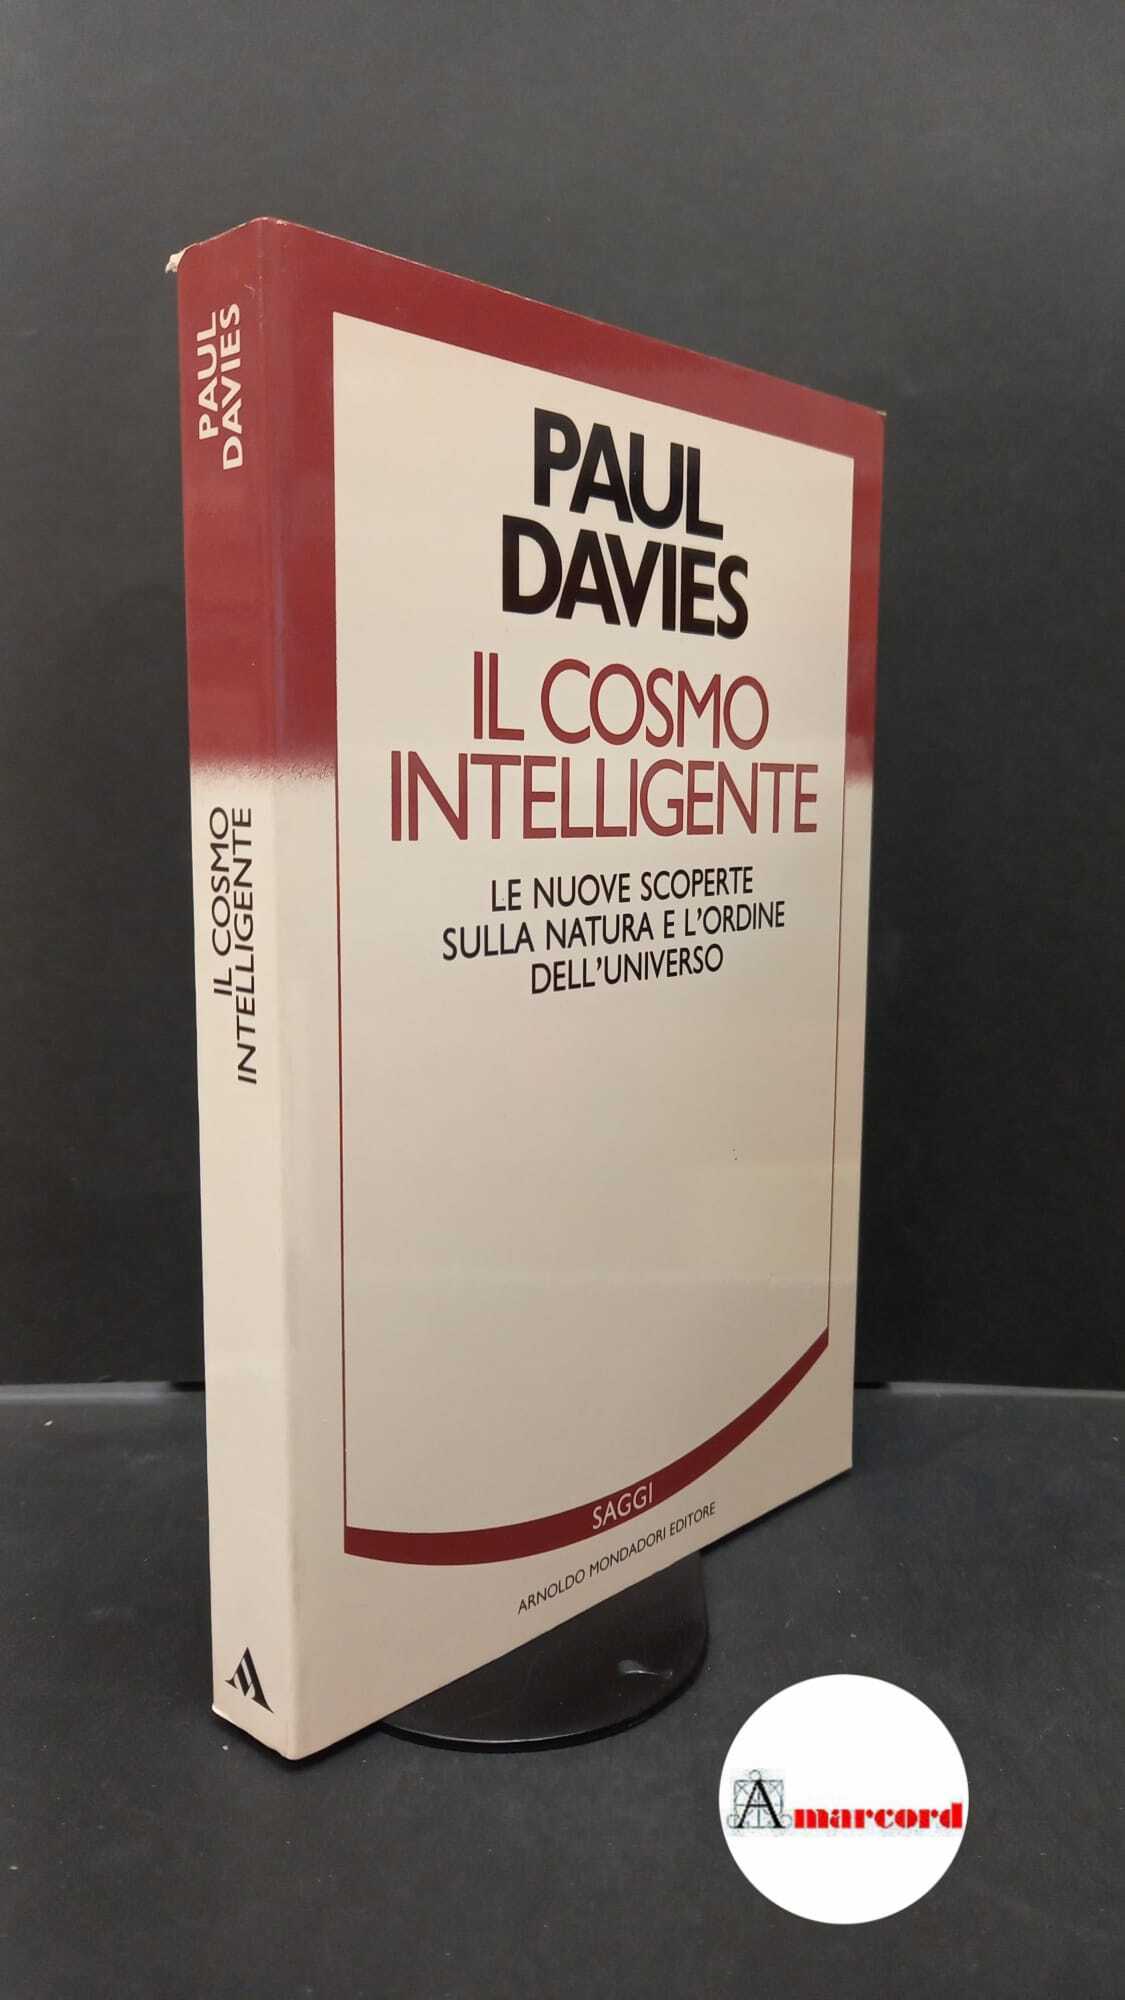 PAUL
DAVIES
IL COSMO
INTELLIGENTE
PAUL
DAVIES
IL COSMO
INTELLIGENTE
LE NUOVE SCOPERTE
SULLA NATURA E L'ORDINE
DELL'UNIVERSO
SAGGI
ARNOLDO MONDADORI EDITORE
Amarcord